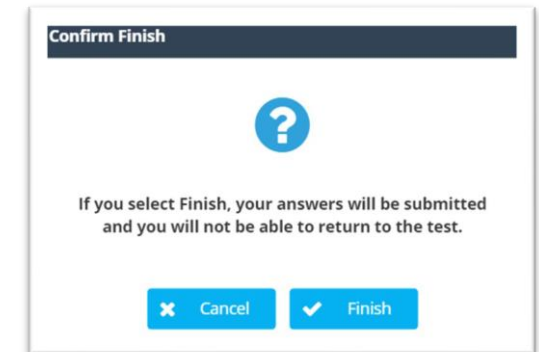 Confirm Finish
If you select Finish, your answers will be submitted
and you will not be able to return to the test.
Cancel Finish